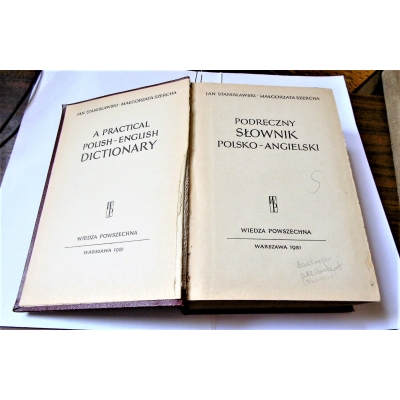 JAN STANISŁAWSKI · MAŁGORZATA SZERCHA
A PRACTICAL
POLISH-ENGLISH
DICTIONARY
WIEDZA POWSZECHNA
WARSZAWA 1981
JAN STANISŁAWSKI · MAŁGORZATA SZERCHA
PODRĘCZNY
SŁOWNIK
POLSKO-ANGIELSKI
WIEDZA POWSZECHNA
WARSZAWA 1981